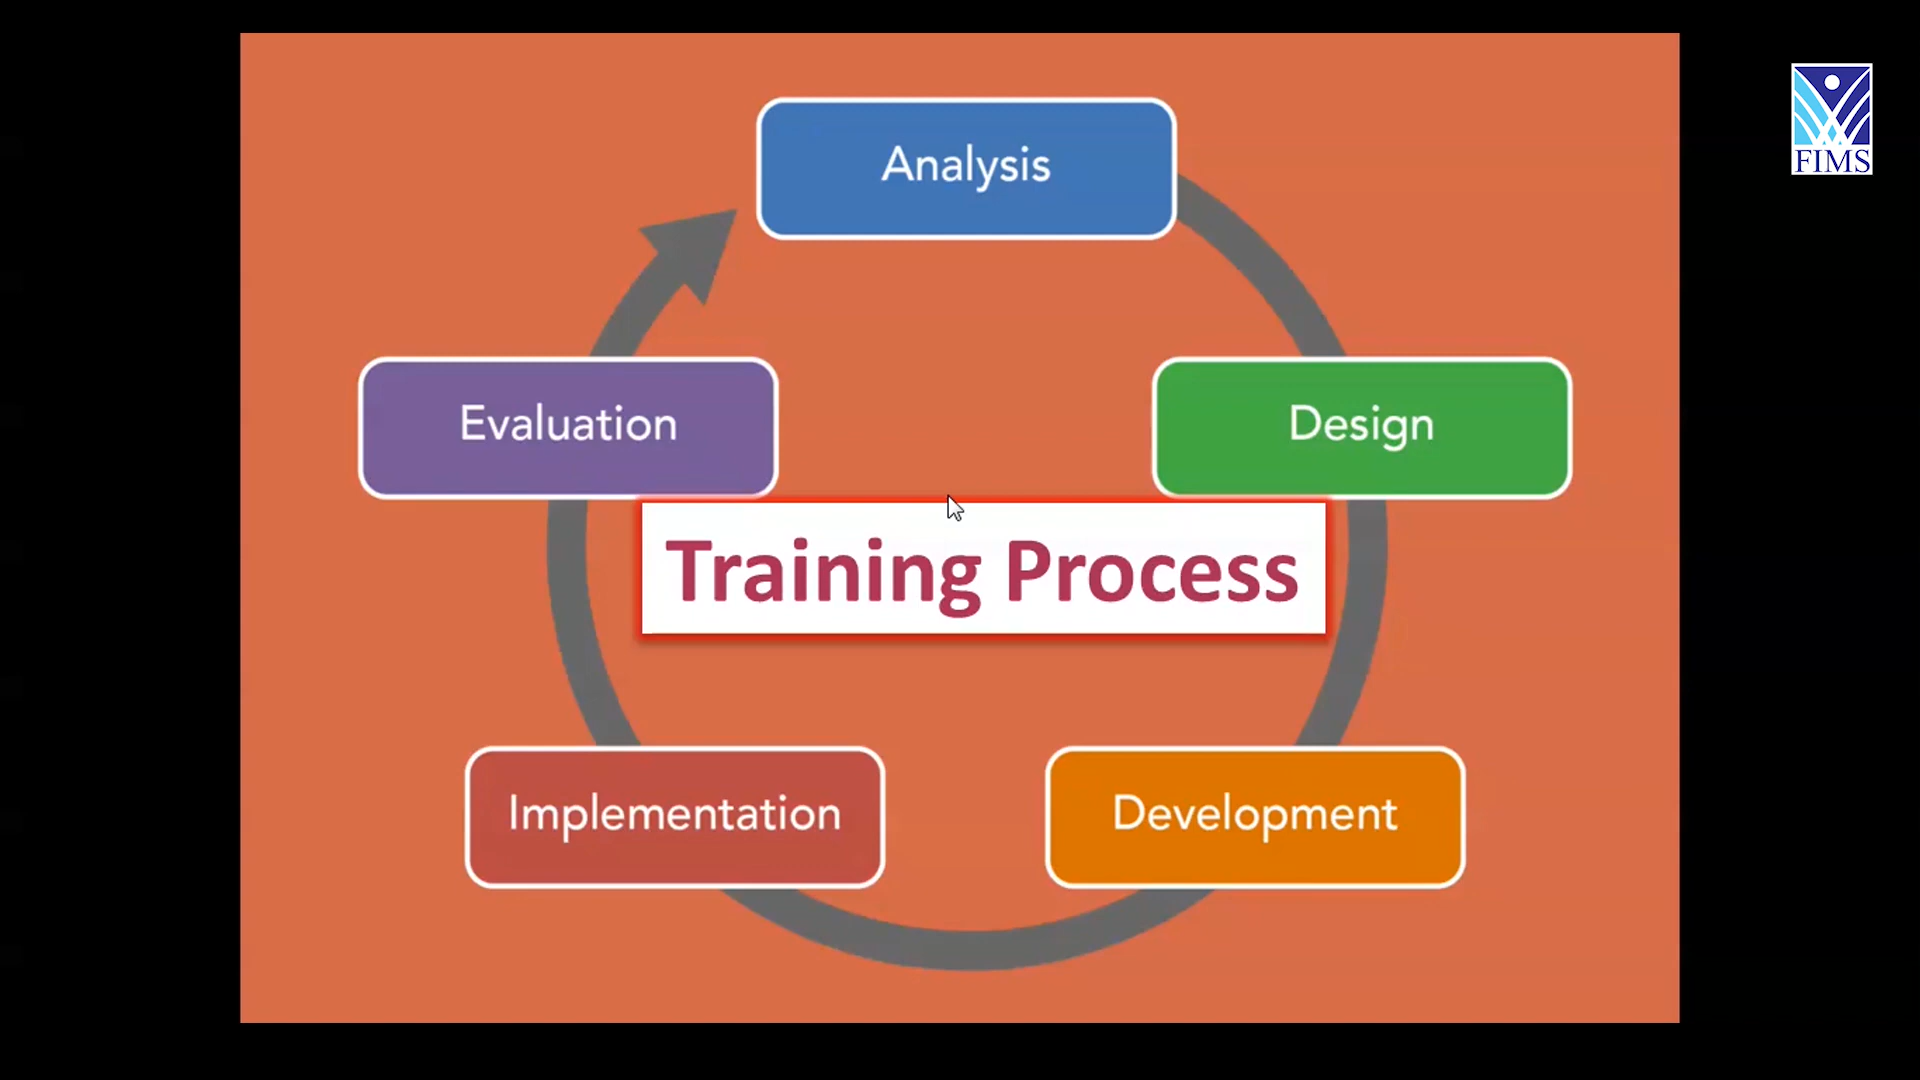 Analysis
FIMS
Evaluation
Design
Training Process
Implementation
Development